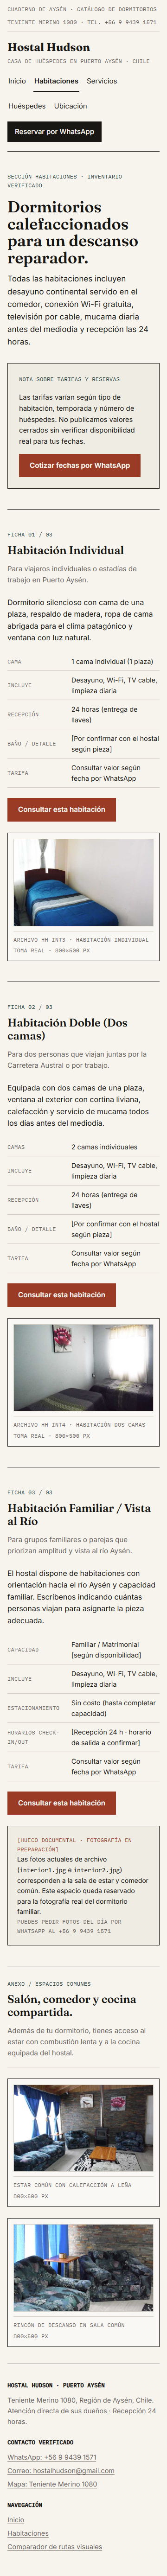 CUADERNO DE AYSÉN · CATÁLOGO DE DORMITORIOS
TENIENTE MERINO 1080 · TEL. +56 9 9439 1571
Hostal Hudson
CASA DE HUÉSPEDES EN PUERTO AYSÉN · CHILE
Inicio Habitaciones Servicios
Huéspedes Ubicación
Reservar por WhatsApp
SECCIÓN HABITACIONES · INVENTARIO
VERIFICADO
Dormitorios
calefaccionados
para un descanso
reparador.
Todas las habitaciones incluyen
desayuno continental servido en el
comedor, conexión Wi-Fi gratuita,
televisión por cable, mucama diaria
antes del mediodía y recepción las 24
horas.
NOTA SOBRE TARIFAS Y RESERVAS
Las tarifas varían según tipo de
habitación, temporada y número de
huéspedes. No publicamos valores
cerrados sin verificar disponibilidad
real para tus fechas.
Cotizar fechas por WhatsApp
FICHA 01 / 03
Habitación Individual
Para viajeros individuales o estadías de
trabajo en Puerto Aysén.
Dormitorio silencioso con cama de una
plaza, respaldo de madera, ropa de cama
abrigada para el clima patagónico y
ventana con luz natural.
CAMA 1 cama individual (1 plaza)
INCLUYE Desayuno, Wi-Fi, TV cable,
limpieza diaria
RECEPCIÓN 24 horas (entrega de
llaves)
BAÑO / DETALLE [Por confirmar con el hostal
según pieza]
TARIFA Consultar valor según
fecha por WhatsApp
Consultar esta habitación
ARCHIVO HH-INT3 · HABITACIÓN INDIVIDUAL
TOMA REAL · 800×600 PX
FICHA 02 / 03
Habitación Doble (Dos
camas)
Para dos personas que viajan juntas por la
Carretera Austral o por trabajo.
Equipada con dos camas de una plaza,
ventana al exterior con cortina liviana,
calefacción y servicio de mucama todos
los días antes del mediodía.
CAMAS 2 camas individuales
INCLUYE Desayuno, Wi-Fi, TV cable,
limpieza diaria
RECEPCIÓN 24 horas (entrega de
llaves)
BAÑO / DETALLE [Por confirmar con el hostal
según pieza]
TARIFA Consultar valor según
fecha por WhatsApp
Consultar esta habitación
ARCHIVO HH-INT4 · HABITACIÓN DOS CAMAS
TOMA REAL · 800×600 PX
FICHA 03 / 03
Habitación Familiar / Vista
al Río
Para grupos familiares o parejas que
priorizan amplitud y vista al río Aysén.
El hostal dispone de habitaciones con
orientación hacia el río Aysén y capacidad
familiar. Escríbenos indicando cuántas
personas viajan para asignarte la pieza
adecuada.
CAPACIDAD Familiar / Matrimonial
[según disponibilidad]
INCLUYE Desayuno, Wi-Fi, TV cable,
limpieza diaria
ESTACIONAMIENTO Sin costo (hasta completar
capacidad)
HORARIOS CHECK-
IN/OUT [Recepción 24 h · horario
de salida a confirmar]
TARIFA Consultar valor según
fecha por WhatsApp
Consultar esta habitación
[HUECO DOCUMENTAL · FOTOGRAFÍA EN
PREPARACIÓN]
Las fotos actuales de archivo
(interior1.jpg e interior2.jpg)
corresponden a la sala de estar y comedor
común. Este espacio queda reservado
para la fotografía real del dormitorio
familiar.
PUEDES PEDIR FOTOS DEL DÍA POR
WHATSAPP AL +56 9 9439 1571
ANEXO / ESPACIOS COMUNES
Salón, comedor y cocina
compartida.
Además de tu dormitorio, tienes acceso al
estar con combustión lenta y a la cocina
equipada del hostal.
ESTAR COMÚN CON CALEFACCIÓN A LEÑA
800×600 PX
RINCÓN DE DESCANSO EN SALA COMÚN
800×600 PX
HOSTAL HUDSON · PUERTO AYSÉN
Teniente Merino 1080, Región de Aysén, Chile.
Atención directa de sus dueños · Recepción 24
horas.
CONTACTO VERIFICADO
WhatsApp: +56 9 9439 1571
Correo: hostalhudson@gmail.com
Mapa: Teniente Merino 1080
NAVEGACIÓN
Inicio
Habitaciones
Comparador de rutas visuales